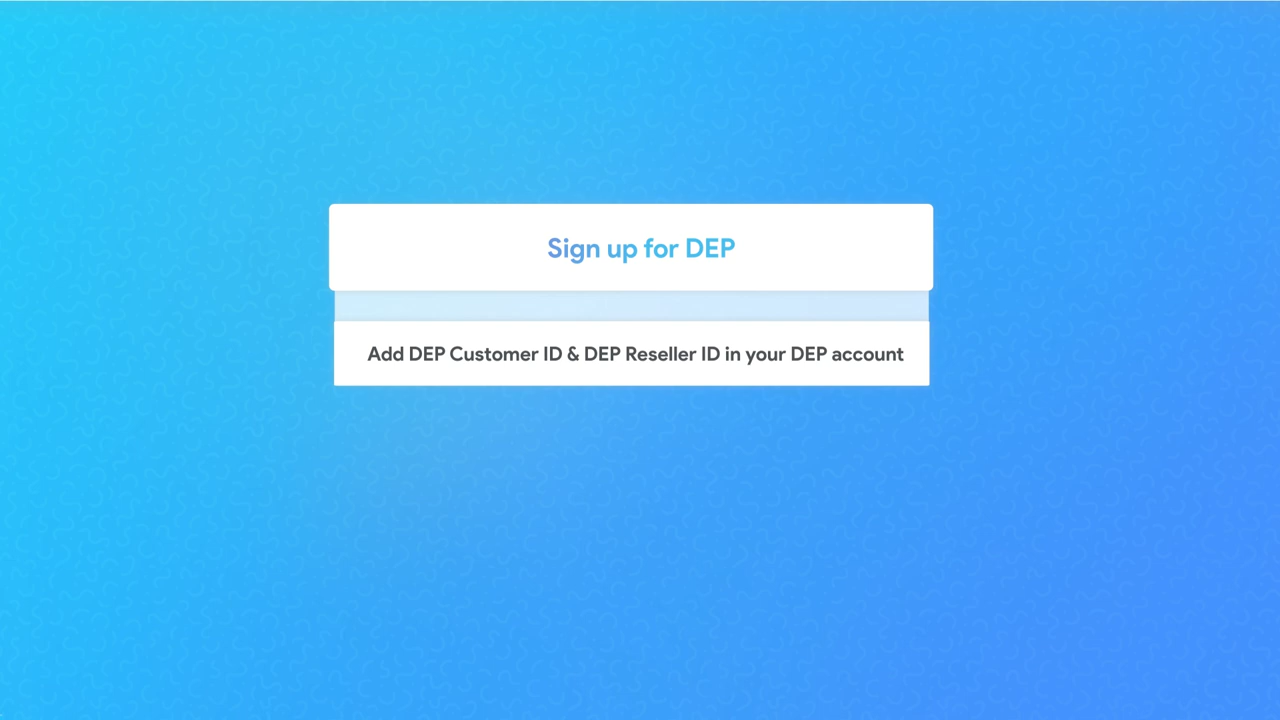 Sign up for DEP
Add DEP Customer ID & DEP Reseller ID in your DEP account